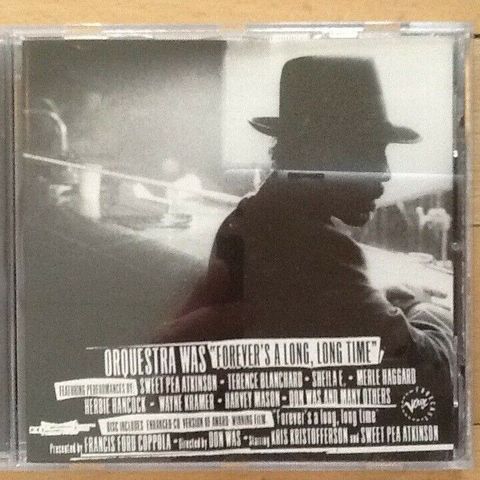 ORQUESTRA WAS "FOREVER'S A LONG, LONG TIME",
FEATURING PERFORMANCES BY: SWEET PEA ATKINSON - TERENCE BLANCHARD - SHEILA E. - MERLE HAGGARD
HERBIE HANCOCK - WAYNE KRAMER - HARVEY MASON - DON WAS AND MANY OTHERS
DISC INCLUDES ENHANCED CD VERSION OF AWARD-WINNING FILM "Forever's a long, long time"
Presented by FRANCIS FORD COPPOLA * Directed by DON WAS * Starring KRIS KRISTOFFERSON and SWEET PEA ATKINSON
Verve